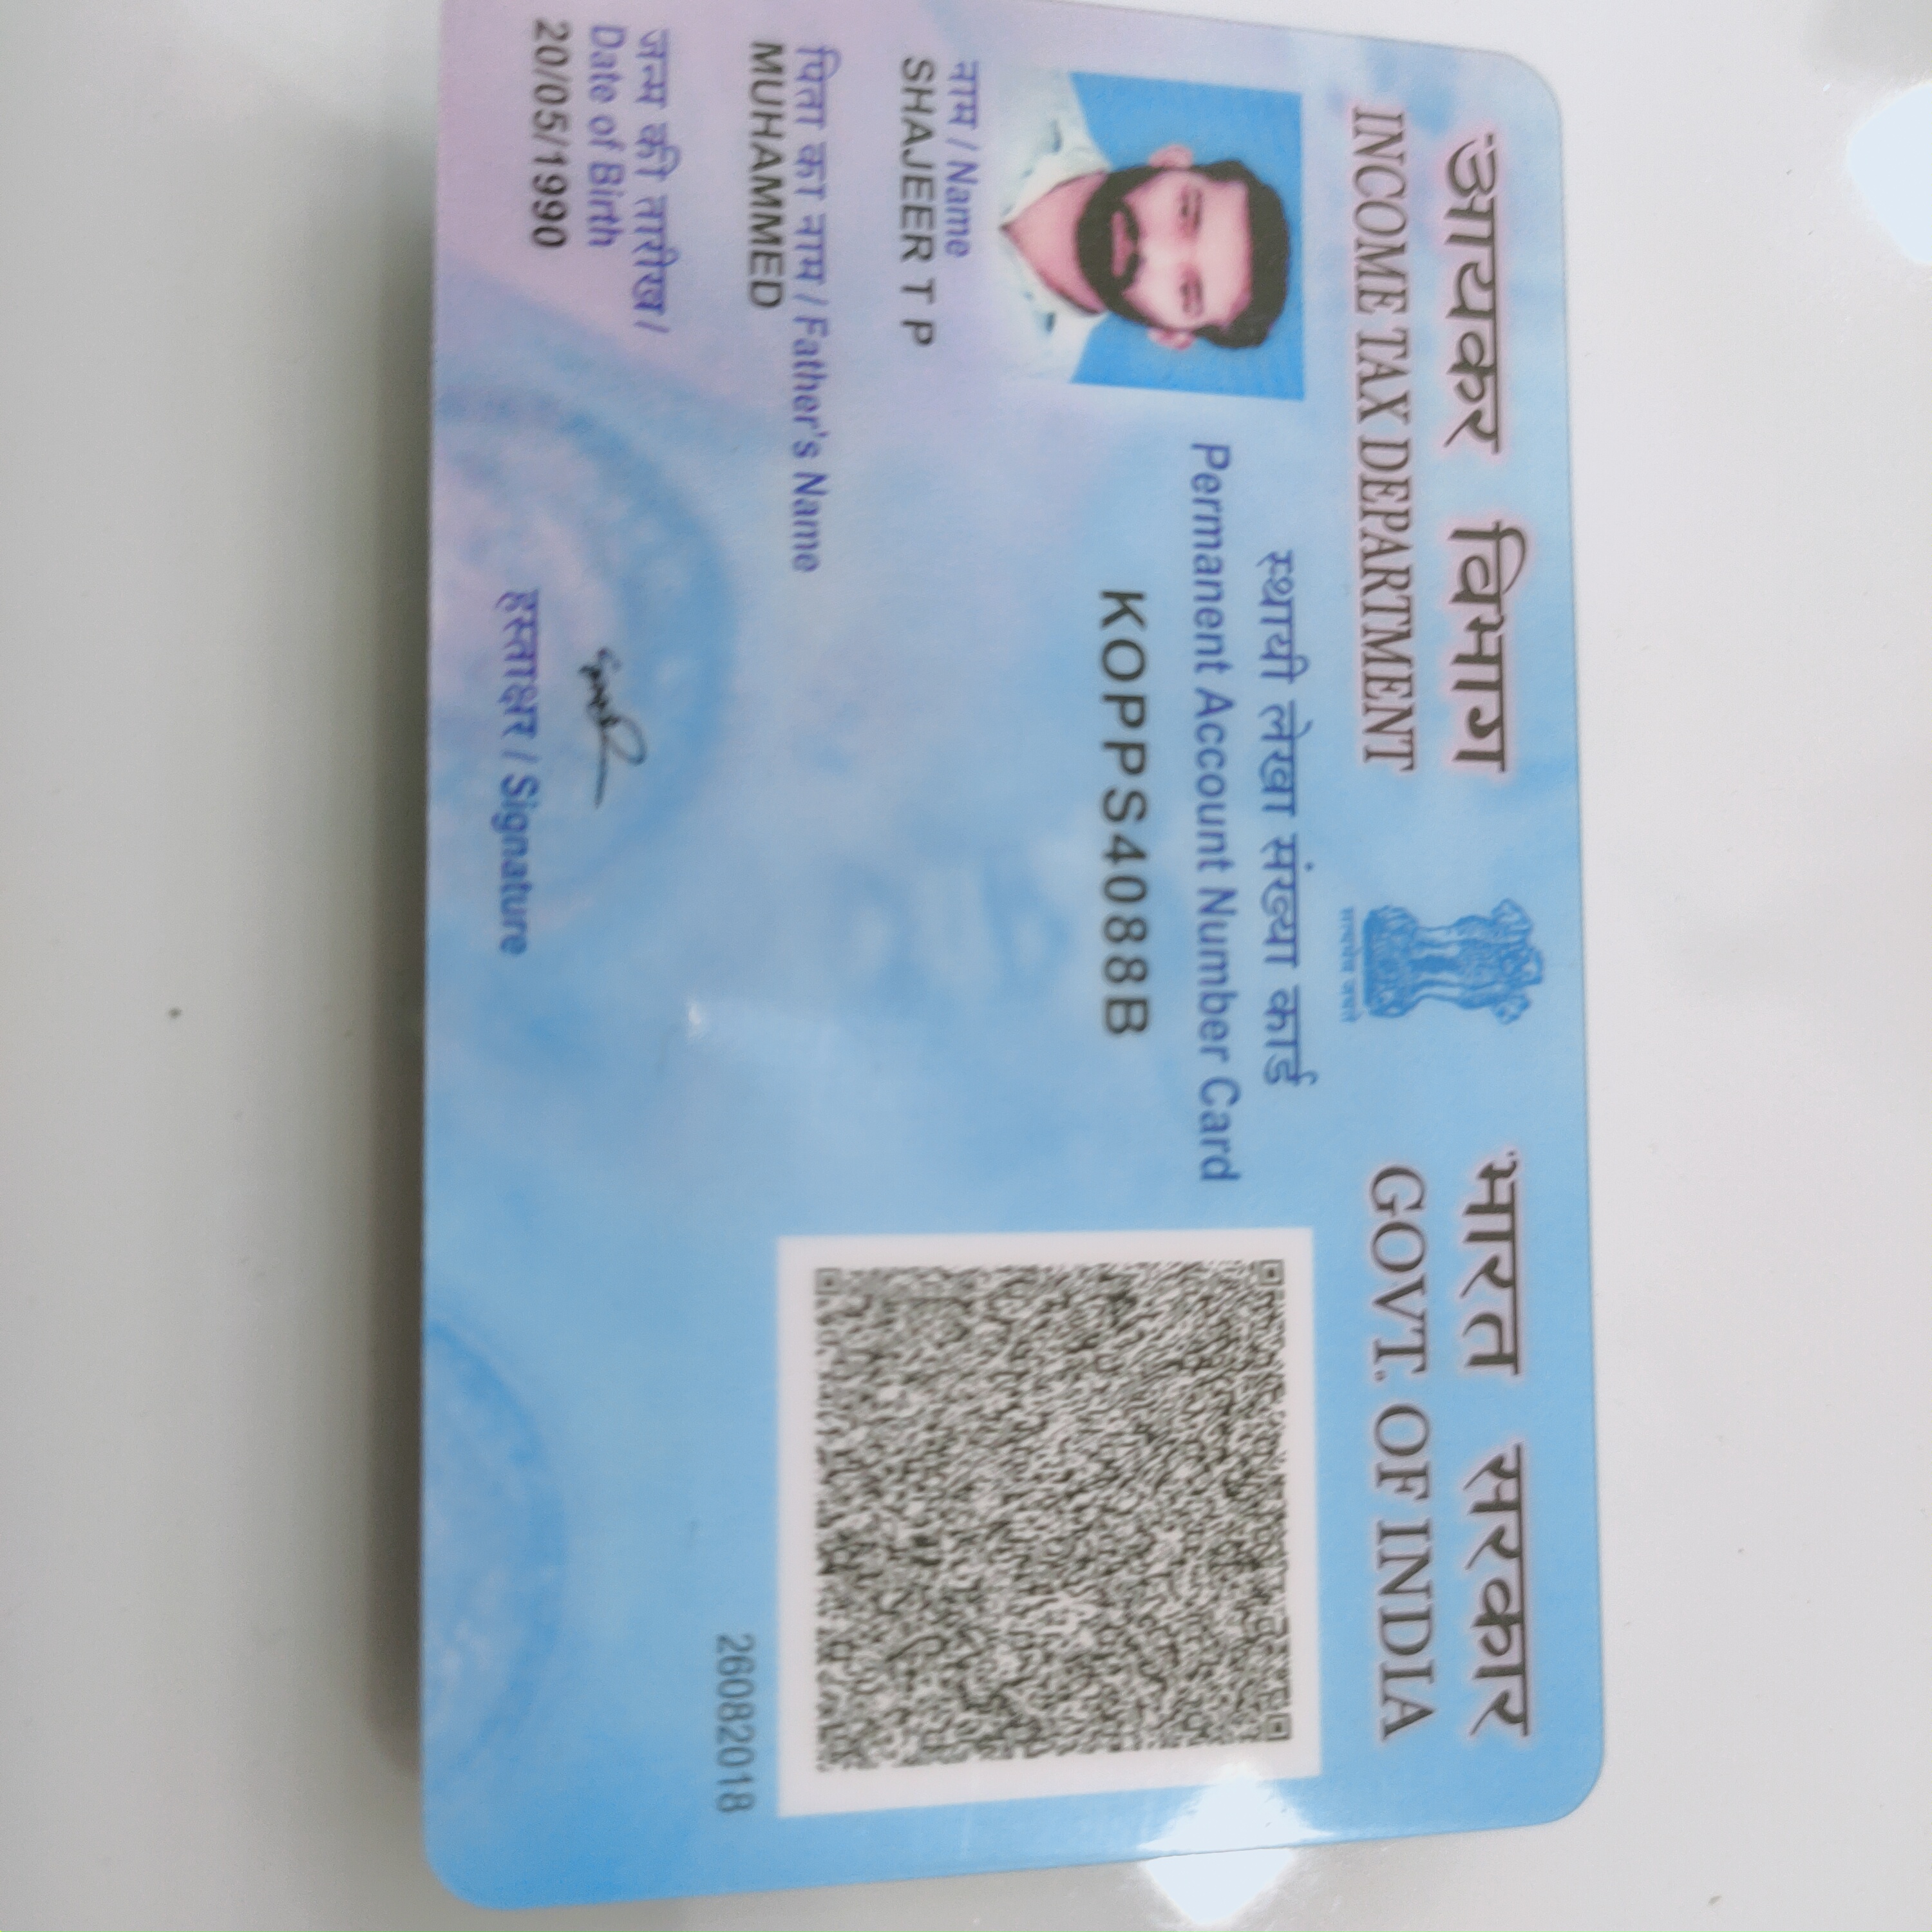 आयकर विभाग
INCOME TAX DEPARTMENT
सत्यमेव जयते
भारत सरकार
GOVT. OF INDIA
स्थायी लेखा संख्या कार्ड
Permanent Account Number Card
KOPPS4088B
नाम / Name
SHAJEER T P
पिता का नाम / Father's Name
MUHAMMED
जन्म की तारीख /
Date of Birth
20/05/1990
हस्ताक्षर / Signature
26082018